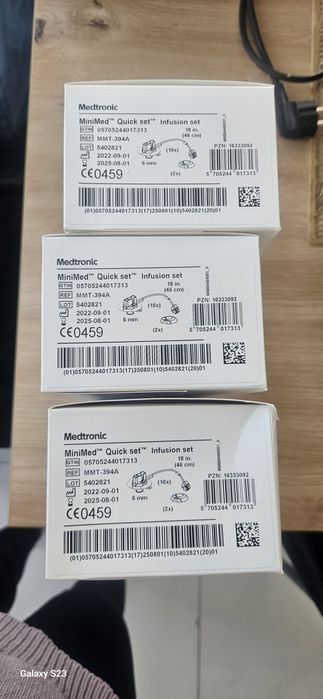 Medtronic
MiniMed™ Quick set™ Infusion set
GTIN 05705244017313
18 in.
(46 cm)
REF MMT-394A
LOT 5402821
(10x)
PZN: 16333092
2022-09-01
2025-08-01
6 mm
CE0459
(2x)
5 705244 017313
(01)05705244017313(17)250801(10)5402821(20)01
Medtronic
MiniMed™ Quick set™ Infusion set
GTIN 05705244017313
18 in.
(46 cm)
REF MMT-394A
LOT 5402821
(10x)
PZN: 16333092
2022-09-01
2025-08-01
6 mm
CE0459
(2x)
5 705244 017313
(01)05705244017313(17)250801(10)5402821(20)01
Medtronic
MiniMed™ Quick set™ Infusion set
GTIN 05705244017313
18 in.
(46 cm)
REF MMT-394A
LOT 5402821
(10x)
PZN: 16333092
2022-09-01
2025-08-01
6 mm
CE0459
(2x)
5 705244 017313
(01)05705244017313(17)250801(10)5402821(20)01
Galaxy S23